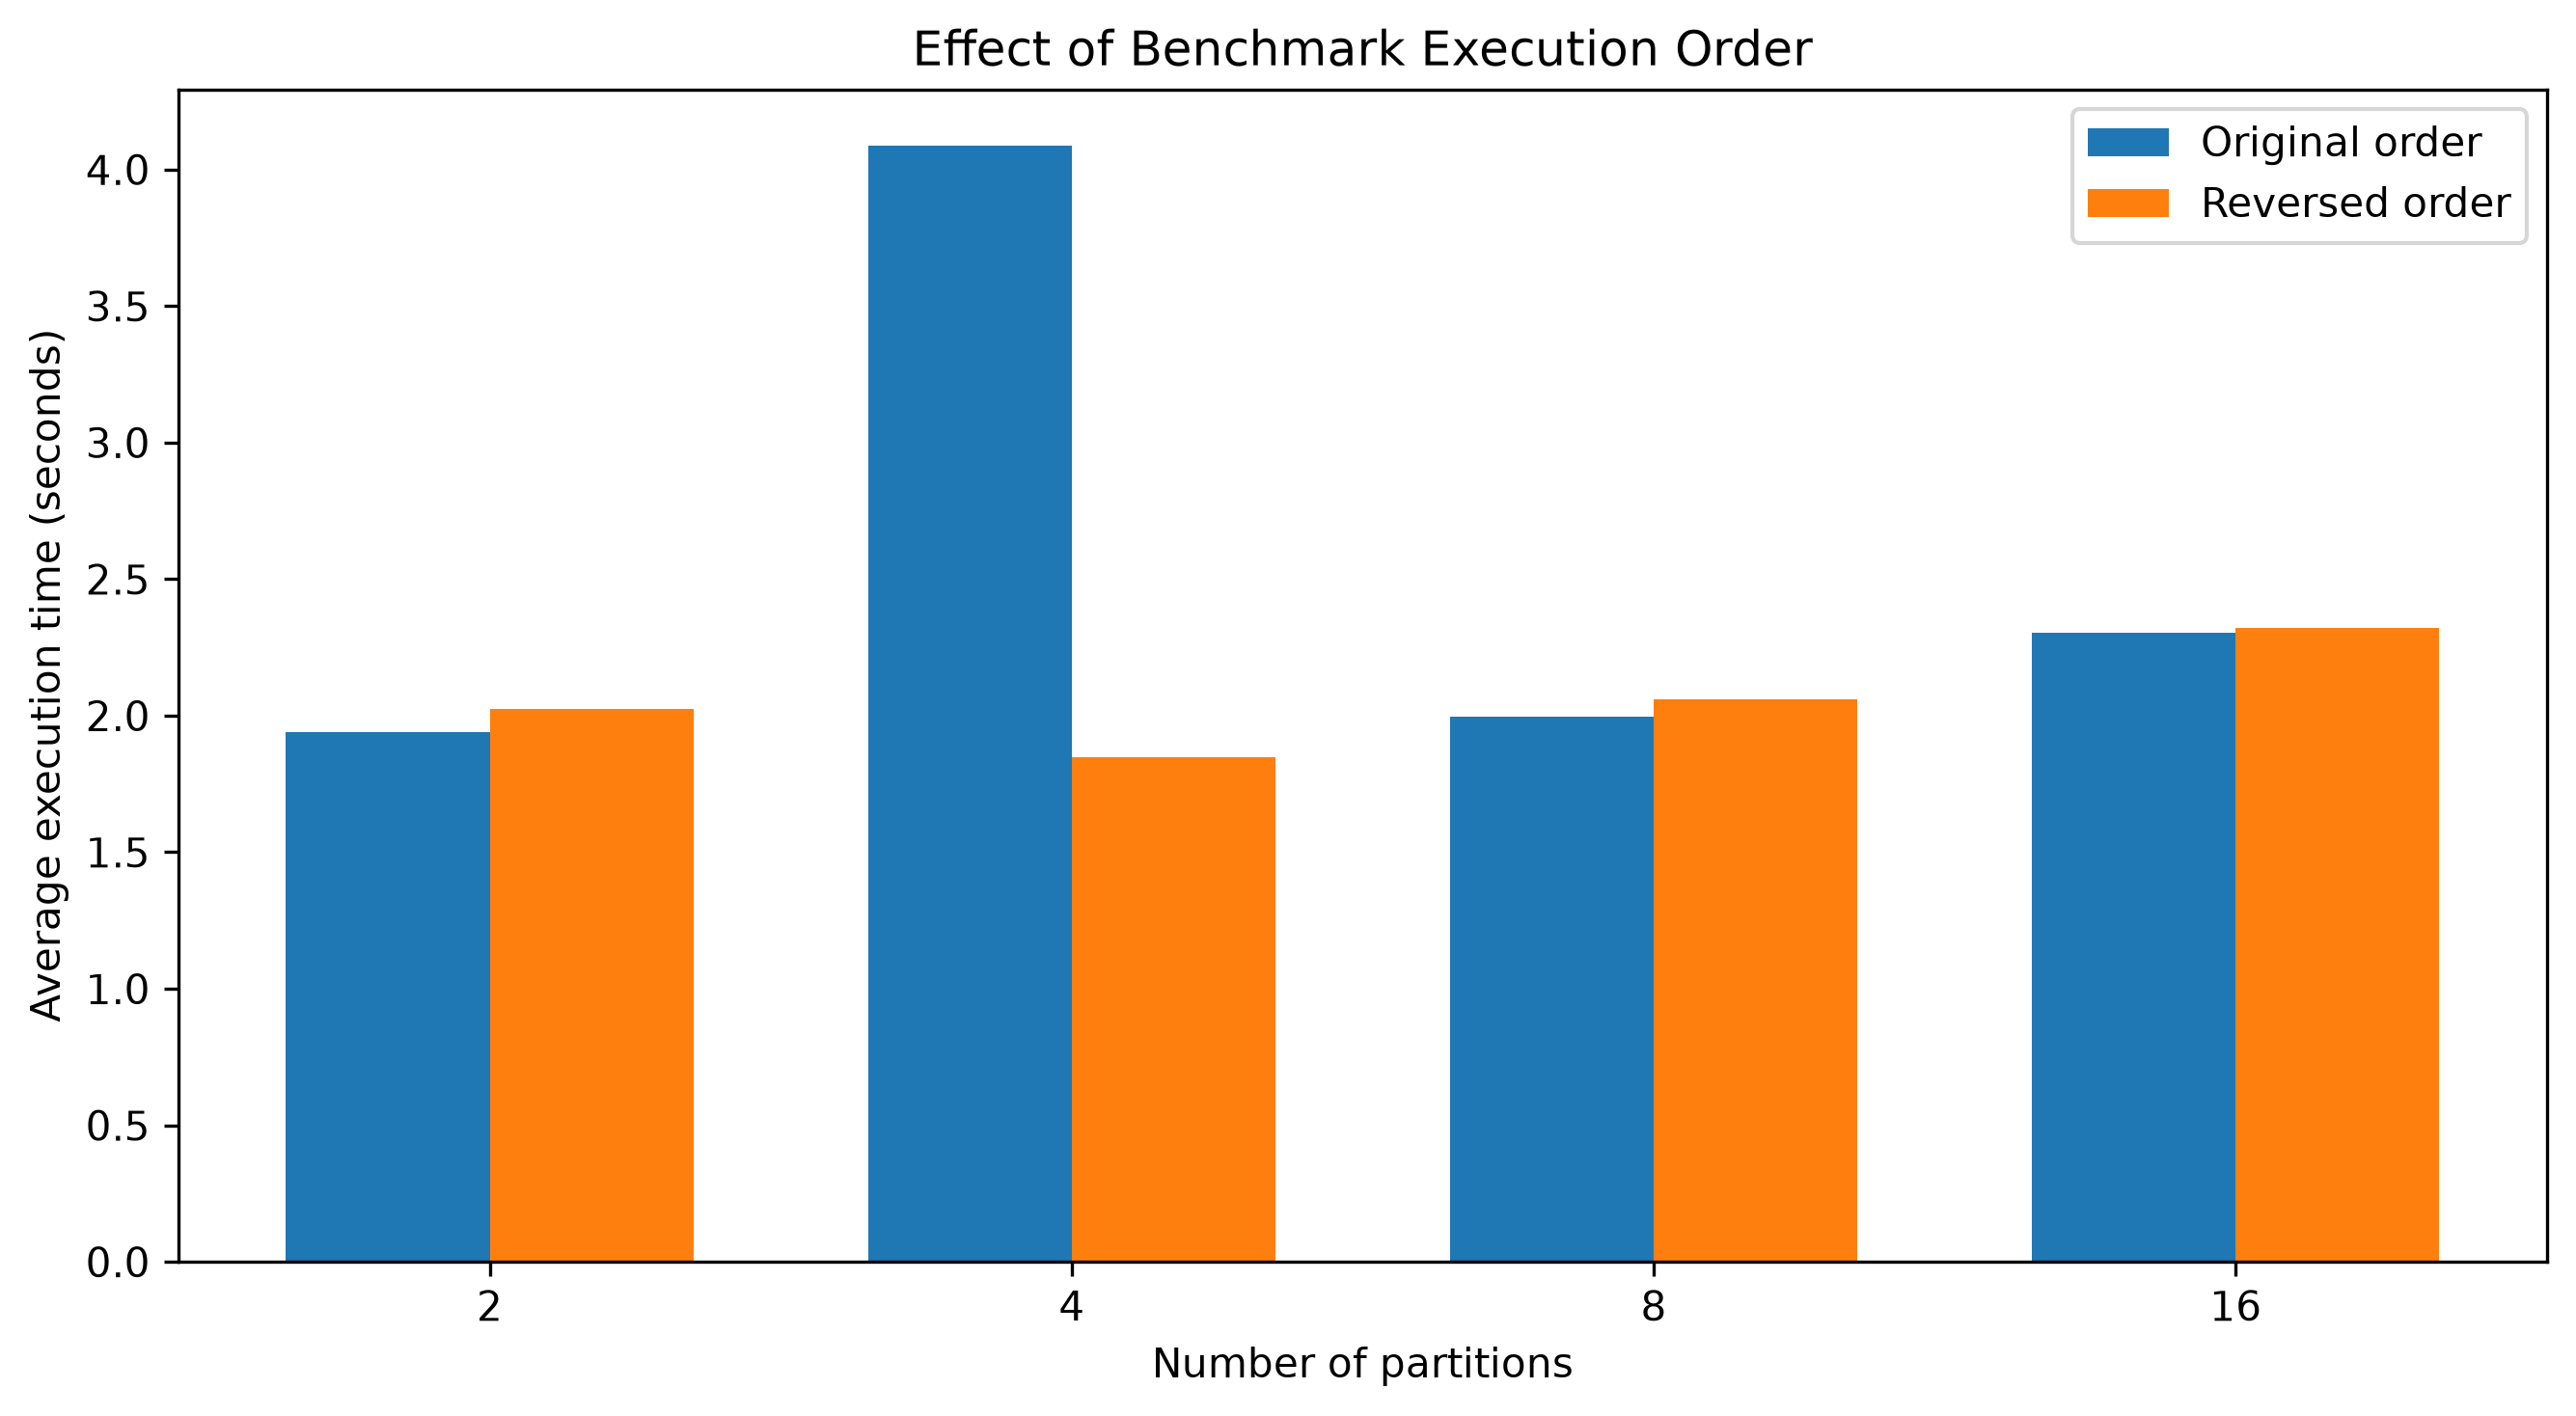 Effect of Benchmark Execution Order
Original order
Reversed order
Average execution time (seconds)
4.0
3.5
3.0
2.5
2.0
1.5
1.0
0.5
0.0
2 4 8 16
Number of partitions